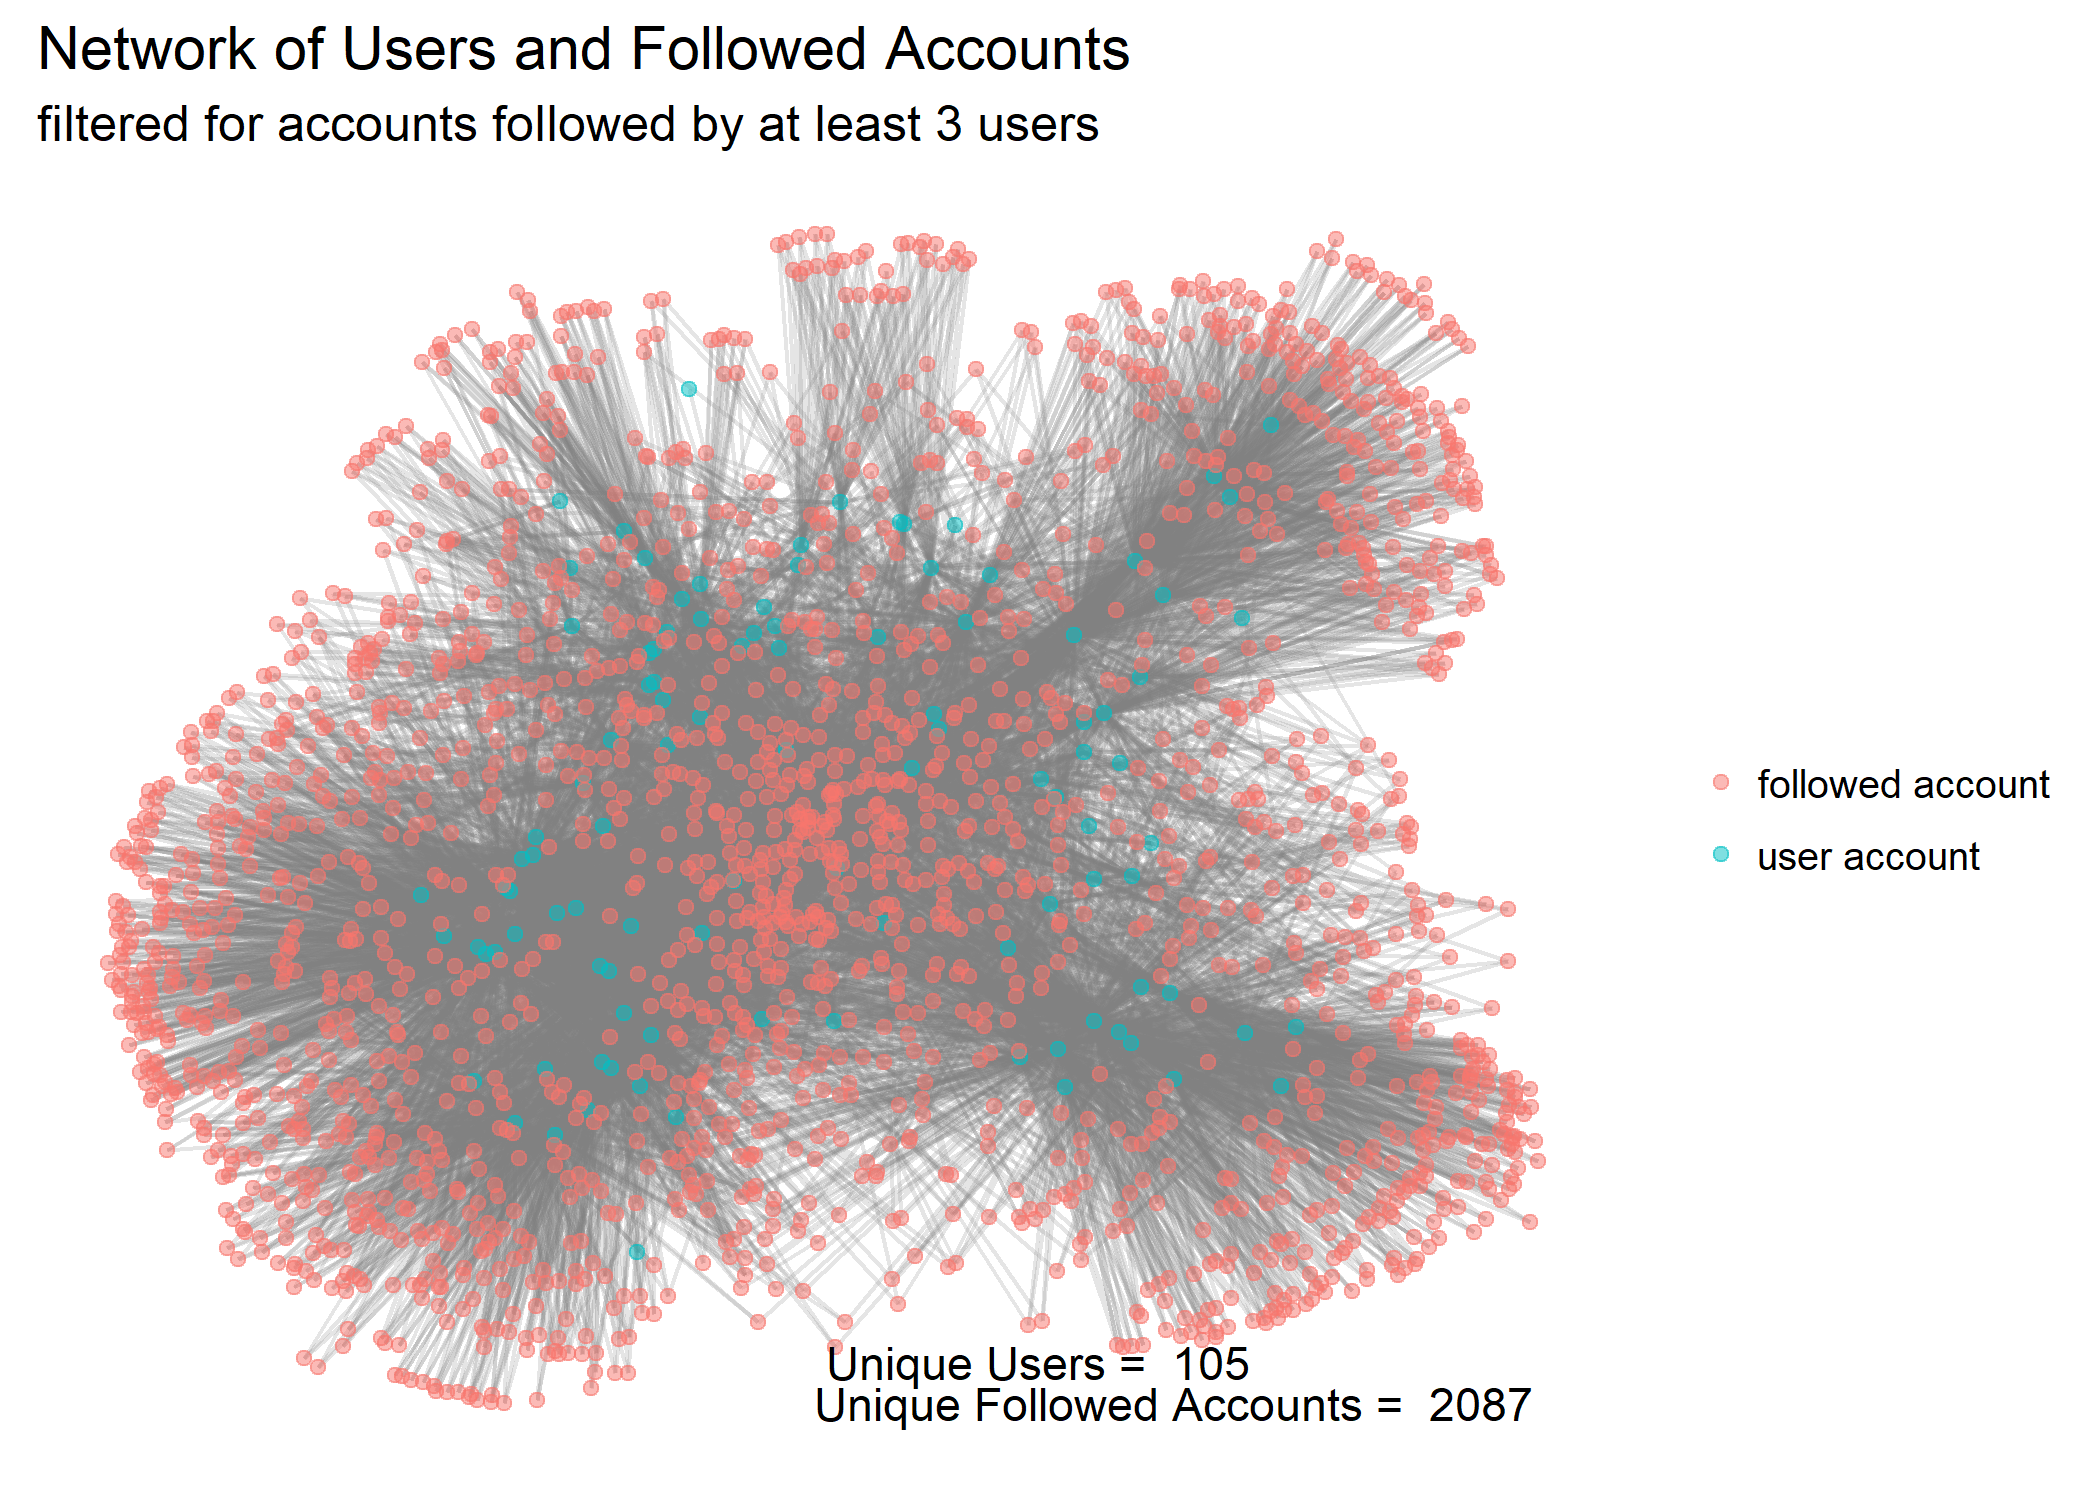 Network of Users and Followed Accounts
filtered for accounts followed by at least 3 users
followed account
user account
Unique Users = 105
Unique Followed Accounts = 2087